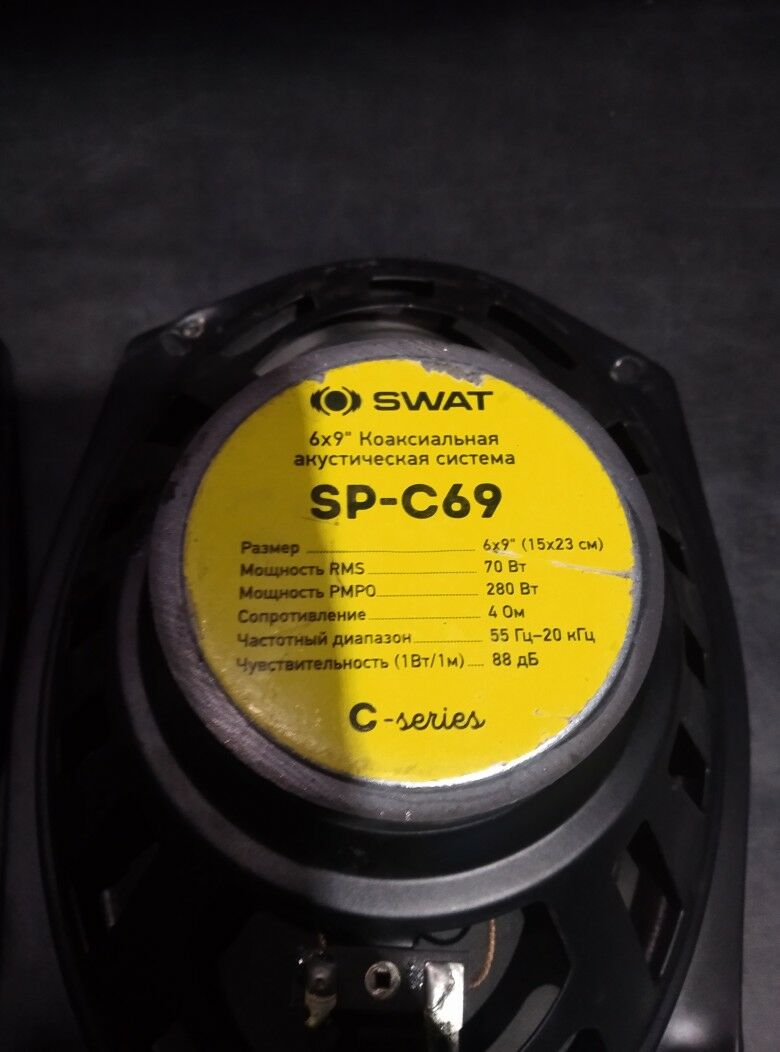 SWAT
6x9" Коаксиальная
акустическая система
SP-C69
Размер 6x9" (15x23 см)
Мощность RMS 70 Вт
Мощность PMPO 280 Вт
Сопротивление 4 Ом
Частотный диапазон 55 Гц–20 кГц
Чувствительность (1Вт/1м) 88 дБ
C-series